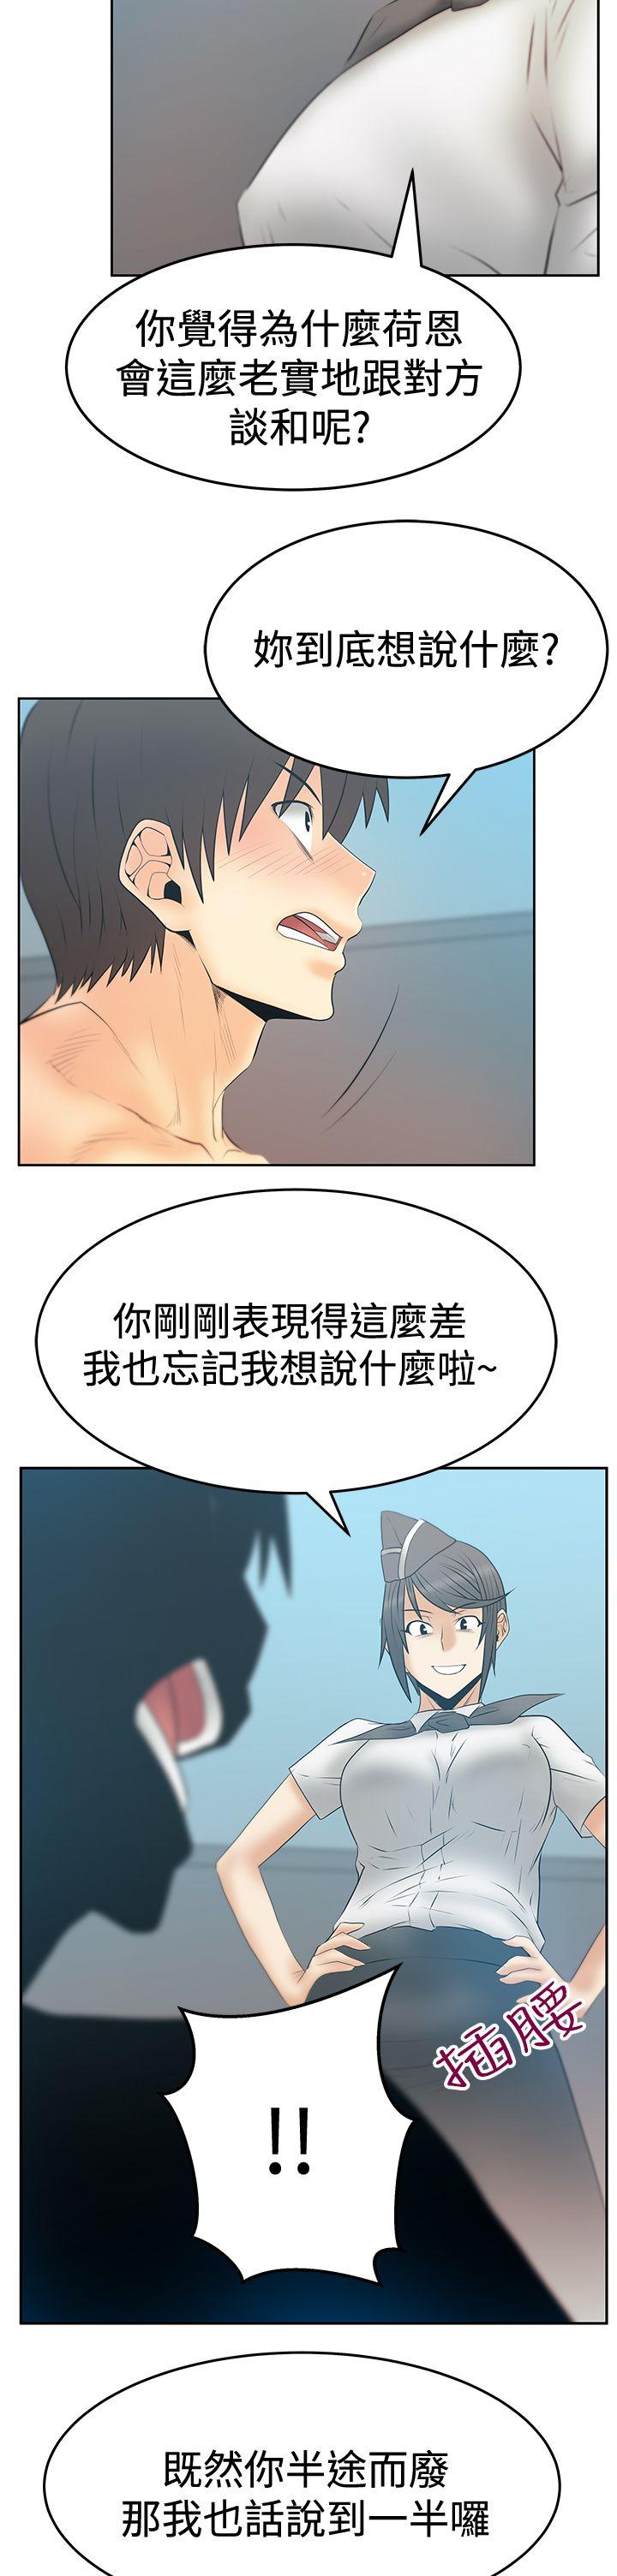 你覺得為什麼荷恩
會這麼老實地跟對方
談和呢?
妳到底想說什麼?
你剛剛表現得這麼差
我也忘記我想說什麼啦~
插腰
!!
既然你半途而廢
那我也話說到一半囉